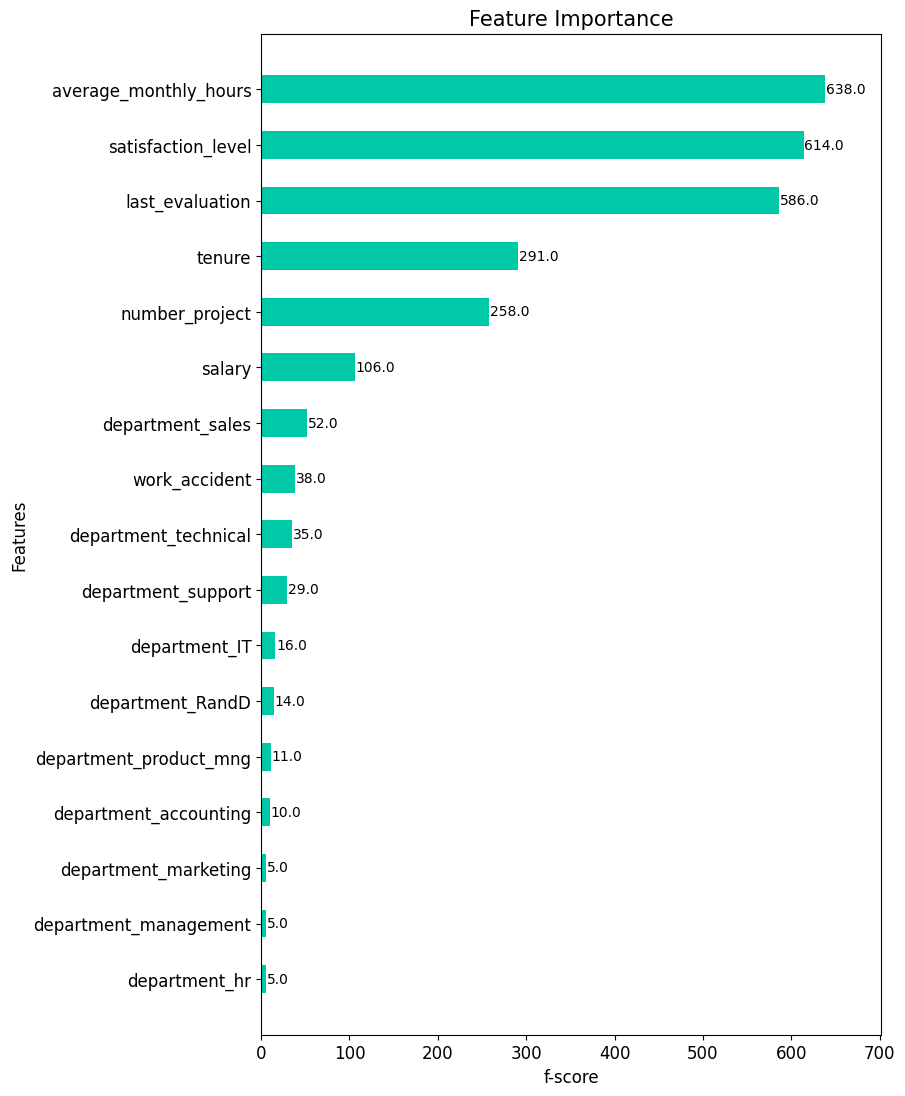 Feature Importance
average_monthly_hours 638.0
satisfaction_level 614.0
last_evaluation 586.0
tenure 291.0
number_project 258.0
salary 106.0
department_sales 52.0
work_accident 38.0
department_technical 35.0
department_support 29.0
department_IT 16.0
department_RandD 14.0
department_product_mng 11.0
department_accounting 10.0
department_marketing 5.0
department_management 5.0
department_hr 5.0
Features
0 100 200 300 400 500 600 700
f-score